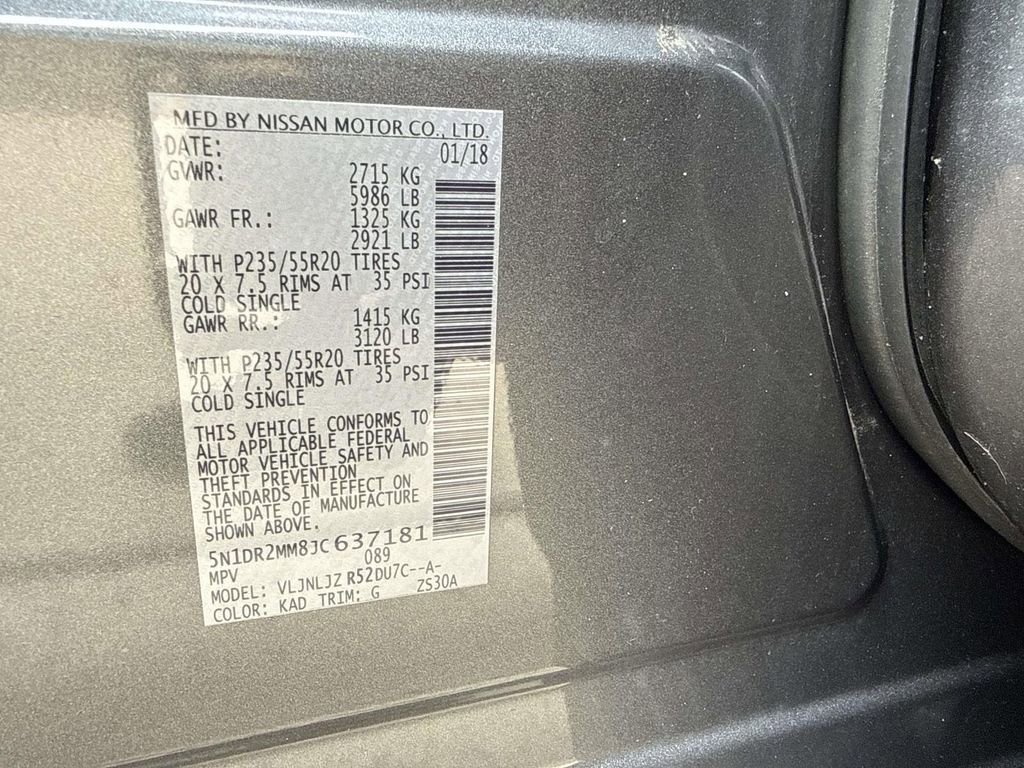 MFD BY NISSAN MOTOR CO., LTD.
DATE: 01/18
GVWR: 2715 KG
5986 LB
GAWR FR.: 1325 KG
2921 LB
WITH P235/55R20 TIRES
20 X 7.5 RIMS AT 35 PSI
COLD SINGLE
GAWR RR.: 1415 KG
3120 LB
WITH P235/55R20 TIRES
20 X 7.5 RIMS AT 35 PSI
COLD SINGLE
THIS VEHICLE CONFORMS TO
ALL APPLICABLE FEDERAL
MOTOR VEHICLE SAFETY AND
THEFT PREVENTION
STANDARDS IN EFFECT ON
THE DATE OF MANUFACTURE
SHOWN ABOVE.
5N1DR2MM8JC637181
MPV 089
MODEL: VLJNLJZ R52DU7C--A-
COLOR: KAD TRIM: G ZS30A